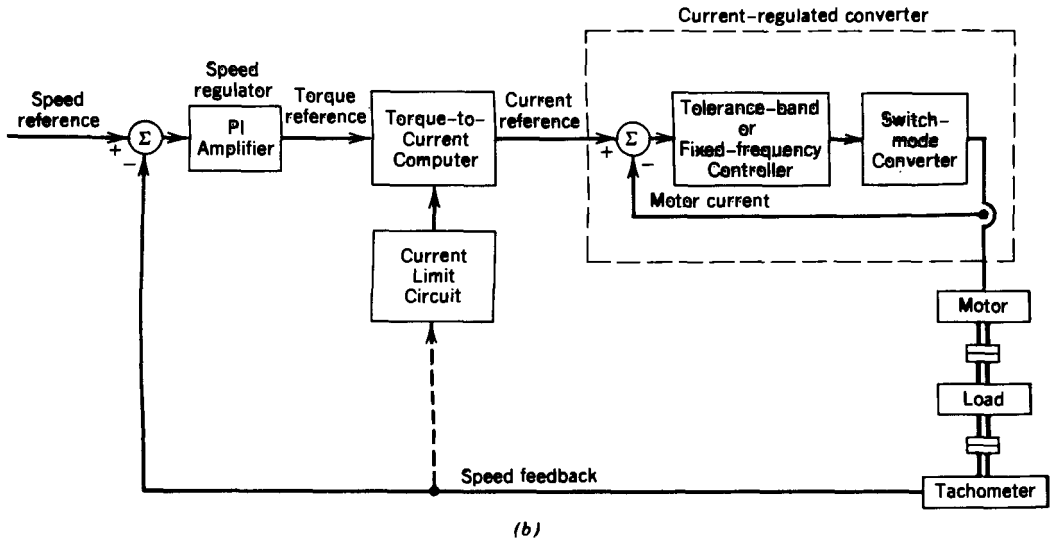 Current-regulated converter
Speed
reference
Σ
+
−
Speed
regulator
PI
Amplifier
Torque
reference
Torque-to-
Current
Computer
Current
reference
Σ
+
−
Tolerance-band
or
Fixed-frequency
Controller
Switch-
mode
Converter
Motor current
Current
Limit
Circuit
Motor
Load
Speed feedback
Tachometer
(b)